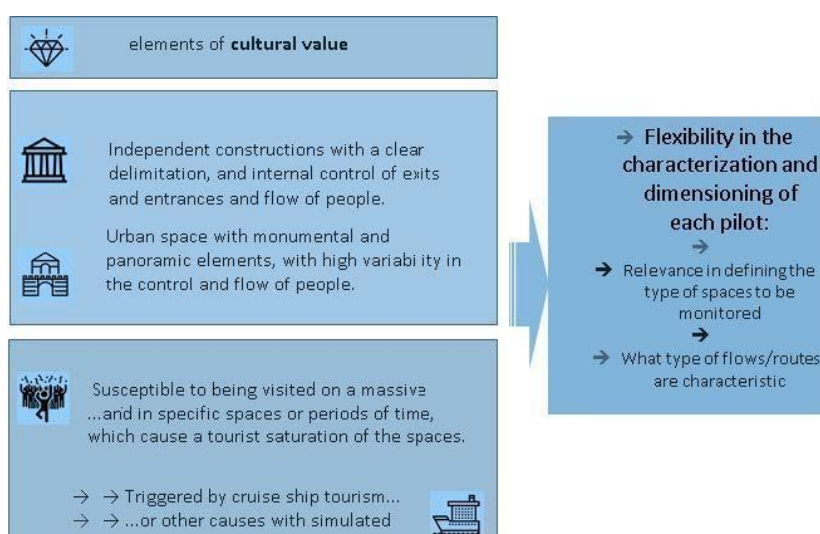 elements of cultural value
Independent constructions with a clear
delimitation, and internal control of exits
and entrances and flow of people.
Urban space with monumental and
panoramic elements, with high variabi ity in
the control and flow of people.
Susceptible to being visited on a massive
...and in specific spaces or periods of time,
which cause a tourist saturation of the spaces.
→ → Triggered by cruise ship tourism...
→ → ...or other causes with simulated
→ Flexibility in the
characterization and
dimensioning of
each pilot:
→
→ Relevance in defining the
type of spaces to be
monitored
→
→ What type of flows/routes
are characteristic